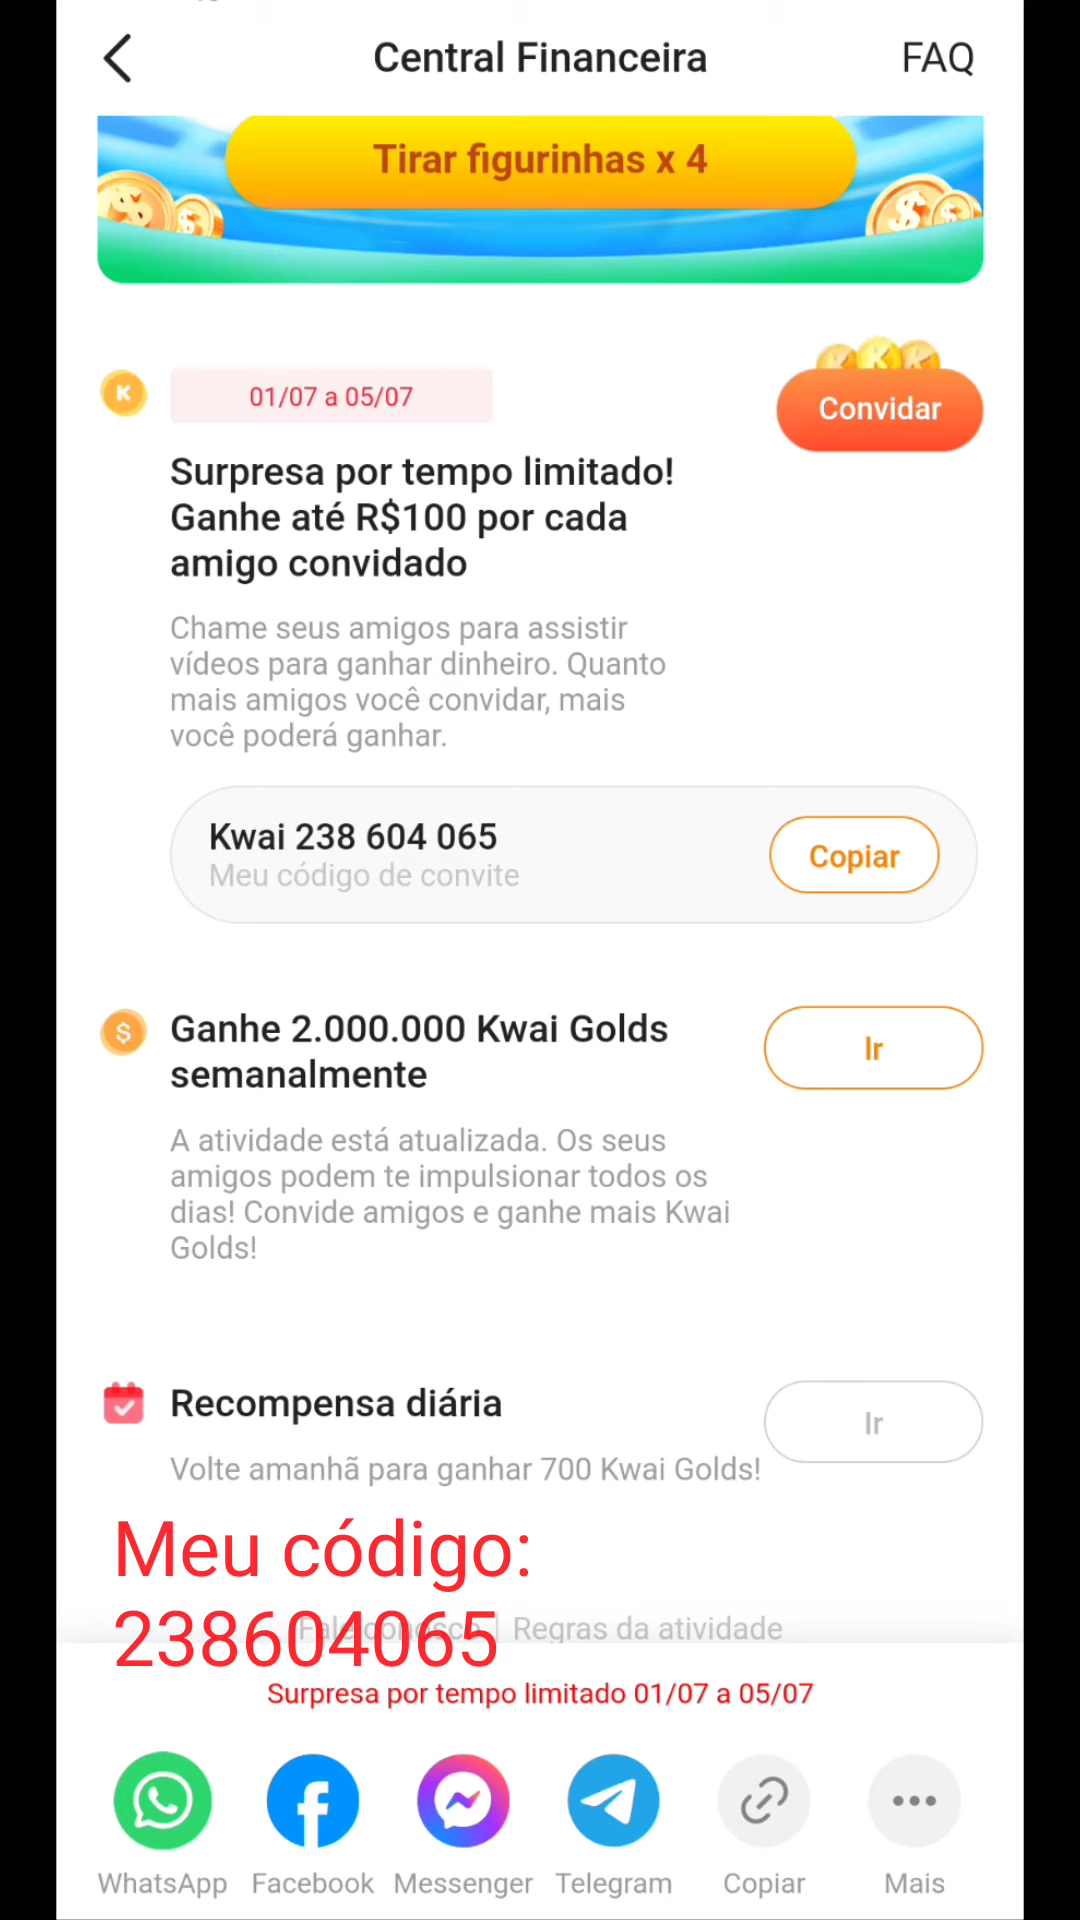 Central Financeira
FAQ
Tirar figurinhas x 4
01/07 a 05/07
Convidar
Surpresa por tempo limitado!
Ganhe até R$100 por cada
amigo convidado
Chame seus amigos para assistir
vídeos para ganhar dinheiro. Quanto
mais amigos você convidar, mais
você poderá ganhar.
Kwai 238 604 065
Meu código de convite
Copiar
Ganhe 2.000.000 Kwai Golds
semanalmente
Ir
A atividade está atualizada. Os seus
amigos podem te impulsionar todos os
dias! Convide amigos e ganhe mais Kwai
Golds!
Recompensa diária
Ir
Volte amanhã para ganhar 700 Kwai Golds!
Meu código:
238604065
Fale conosco | Regras da atividade
Surpresa por tempo limitado 01/07 a 05/07
WhatsApp
Facebook
Messenger
Telegram
Copiar
Mais